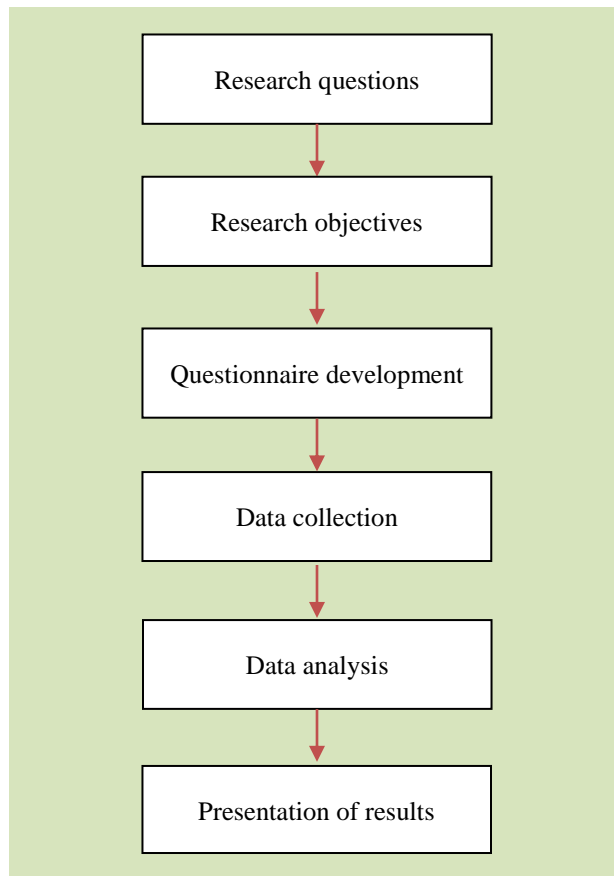 Research questions
Research objectives
Questionnaire development
Data collection
Data analysis
Presentation of results